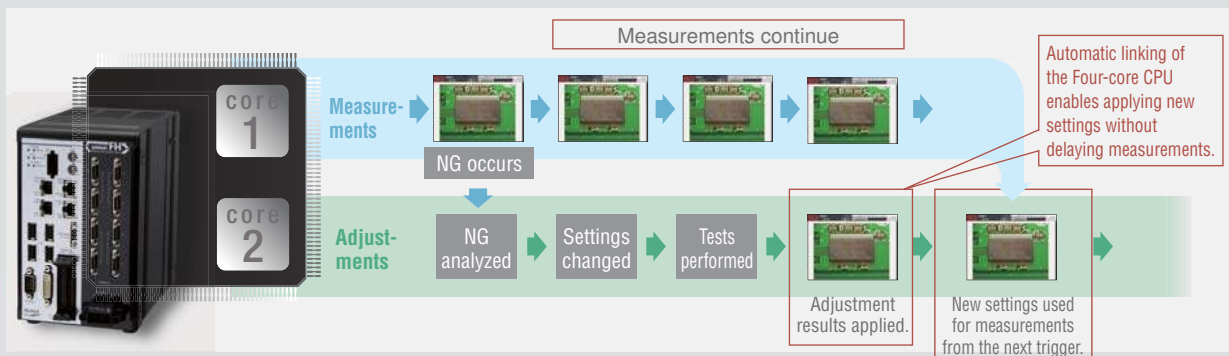 Measurements continue
Automatic linking of
the Four-core CPU
enables applying new
settings without
delaying measurements.
core
1
Measure-
ments
NG occurs
core
2
Adjust-
ments
NG
analyzed
Settings
changed
Tests
performed
Adjustment
results applied.
New settings used
for measurements
from the next trigger.
FH